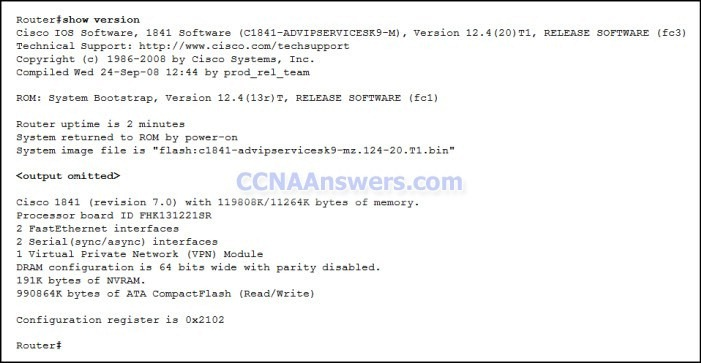 Router#show version
Cisco IOS Software, 1841 Software (C1841-ADVIPSERVICESK9-M), Version 12.4(20)T1, RELEASE SOFTWARE (fc3)
Technical Support: http://www.cisco.com/techsupport
Copyright (c) 1986-2008 by Cisco Systems, Inc.
Compiled Wed 24-Sep-08 12:44 by prod_rel_team
ROM: System Bootstrap, Version 12.4(13r)T, RELEASE SOFTWARE (fc1)
Router uptime is 2 minutes
System returned to ROM by power-on
System image file is "flash:c1841-advipservicesk9-mz.124-20.T1.bin"
<output omitted>
CCNAAnswers.com
Cisco 1841 (revision 7.0) with 119808K/11264K bytes of memory.
Processor board ID FHK131221SR
2 FastEthernet interfaces
2 Serial(sync/async) interfaces
1 Virtual Private Network (VPN) Module
DRAM configuration is 64 bits wide with parity disabled.
191K bytes of NVRAM.
990864K bytes of ATA CompactFlash (Read/Write)
Configuration register is 0x2102
Router#